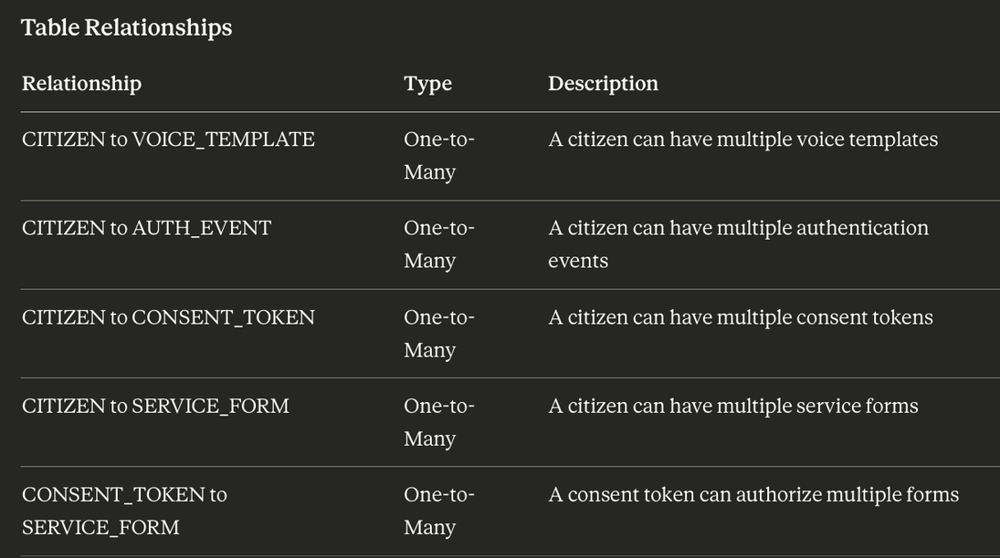 Table Relationships
Relationship Type Description
CITIZEN to VOICE_TEMPLATE One-to- A citizen can have multiple voice templates
Many
CITIZEN to AUTH_EVENT One-to- A citizen can have multiple authentication
Many events
CITIZEN to CONSENT_TOKEN One-to- A citizen can have multiple consent tokens
Many
CITIZEN to SERVICE_FORM One-to- A citizen can have multiple service forms
Many
CONSENT_TOKEN to One-to- A consent token can authorize multiple forms
SERVICE_FORM Many